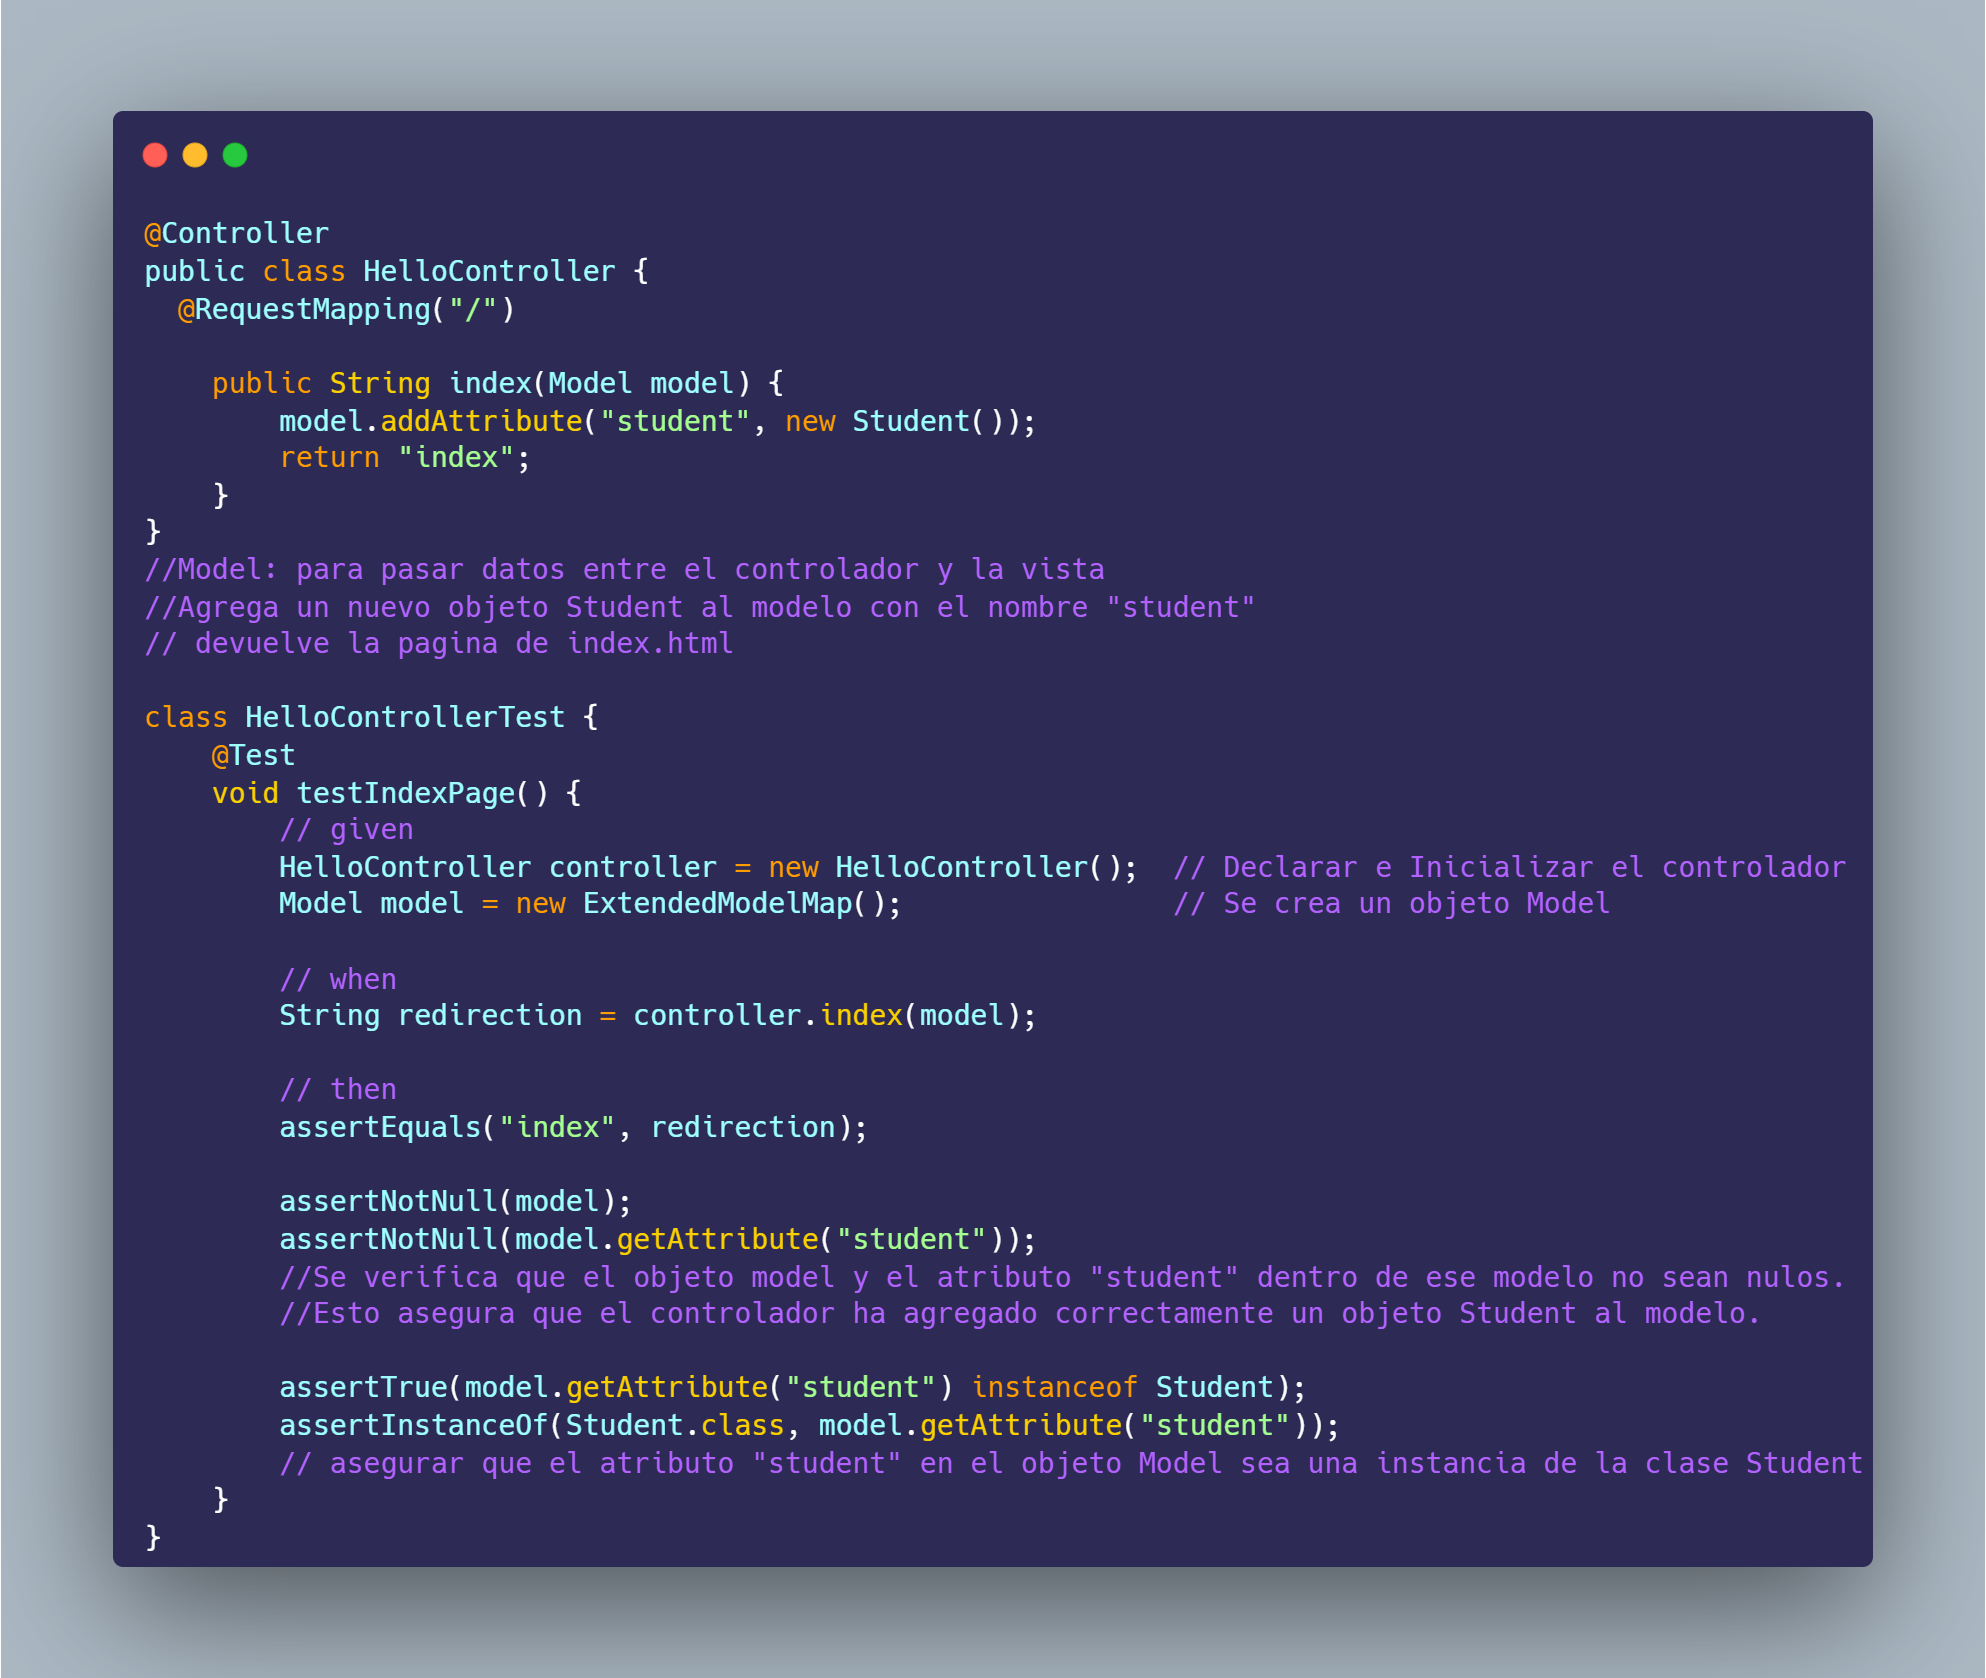 @Controller
public class HelloController {
  @RequestMapping("/")

    public String index(Model model) {
        model.addAttribute("student", new Student());
        return "index";
    }
}
//Model: para pasar datos entre el controlador y la vista
//Agrega un nuevo objeto Student al modelo con el nombre "student"
// devuelve la pagina de index.html

class HelloControllerTest {
    @Test
    void testIndexPage() {
        // given
        HelloController controller = new HelloController();  // Declarar e Inicializar el controlador
        Model model = new ExtendedModelMap();                // Se crea un objeto Model

        // when
        String redirection = controller.index(model);

        // then
        assertEquals("index", redirection);

        assertNotNull(model);
        assertNotNull(model.getAttribute("student"));
        //Se verifica que el objeto model y el atributo "student" dentro de ese modelo no sean nulos.
        //Esto asegura que el controlador ha agregado correctamente un objeto Student al modelo.

        assertTrue(model.getAttribute("student") instanceof Student);
        assertInstanceOf(Student.class, model.getAttribute("student"));
        // asegurar que el atributo "student" en el objeto Model sea una instancia de la clase Student
    }
}